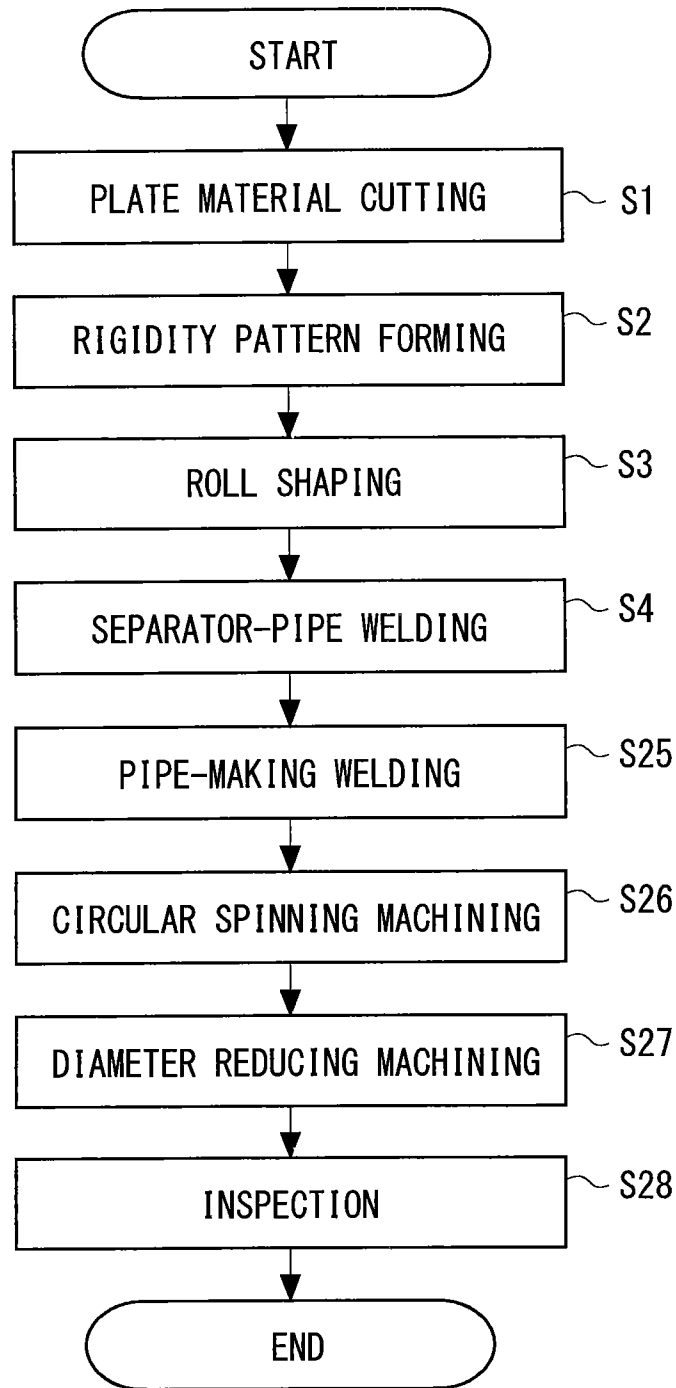 START
PLATE MATERIAL CUTTING S1
RIGIDITY PATTERN FORMING S2
ROLL SHAPING S3
SEPARATOR-PIPE WELDING S4
PIPE-MAKING WELDING S25
CIRCULAR SPINNING MACHINING S26
DIAMETER REDUCING MACHINING S27
INSPECTION S28
END